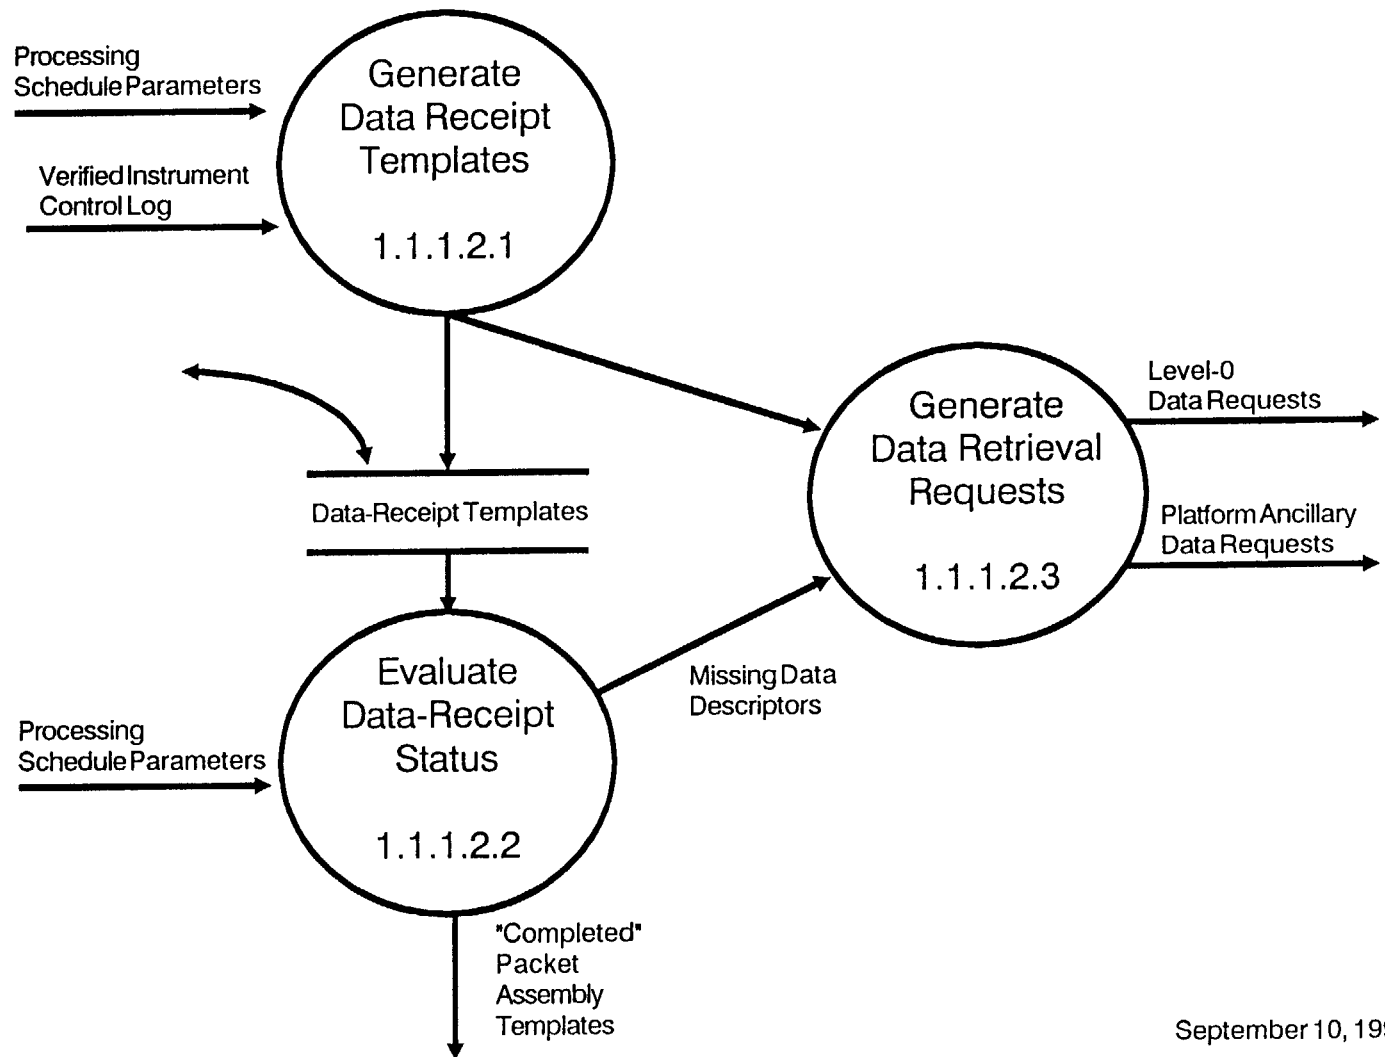 Processing
Schedule Parameters
Verified Instrument
Control Log
Generate
Data Receipt
Templates
1.1.1.2.1
Generate
Data Retrieval
Requests
1.1.1.2.3
Level-0
Data Requests
Platform Ancillary
Data Requests
Data-Receipt Templates
Missing Data
Descriptors
Processing
Schedule Parameters
Evaluate
Data-Receipt
Status
1.1.1.2.2
"Completed"
Packet
Assembly
Templates
September 10,